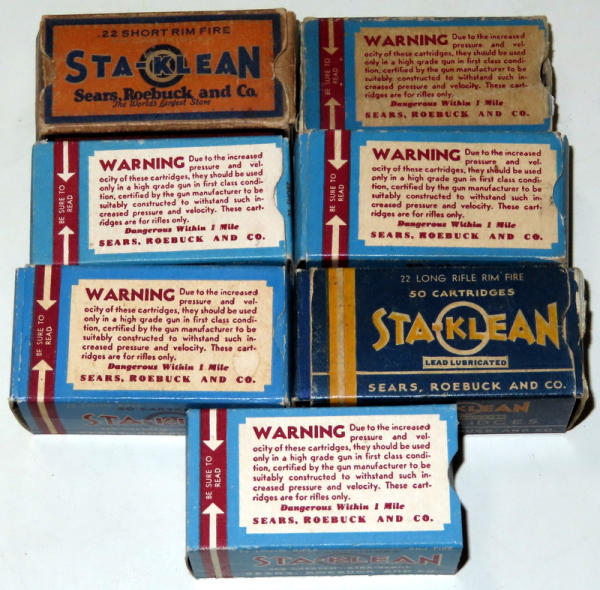 .22 SHORT RIM FIRE
STA-KLEAN
Sears, Roebuck and Co.
The World's Largest Store
BE SURE TO
READ
WARNING Due to the increased
pressure and vel-
ocity of these cartridges, they should be used
only in a high grade gun in first class condi-
tion, certified by the gun manufacturer to be
suitably constructed to withstand such in-
creased pressure and velocity. These cart-
ridges are for rifles only.
Dangerous Within 1 Mile
SEARS, ROEBUCK AND CO.
BE SURE TO
READ
WARNING Due to the increased
pressure and vel-
ocity of these cartridges, they should be used
only in a high grade gun in first class condi-
tion, certified by the gun manufacturer to be
suitably constructed to withstand such in-
creased pressure and velocity. These cart-
ridges are for rifles only.
Dangerous Within 1 Mile
SEARS, ROEBUCK AND CO.
BE SURE TO
READ
WARNING Due to the increased
pressure and vel-
ocity of these cartridges, they should be used
only in a high grade gun in first class condi-
tion, certified by the gun manufacturer to be
suitably constructed to withstand such in-
creased pressure and velocity. These cart-
ridges are for rifles only.
Dangerous Within 1 Mile
SEARS, ROEBUCK AND CO.
BE SURE TO
READ
WARNING Due to the increased
pressure and vel-
ocity of these cartridges, they should be used
only in a high grade gun in first class condi-
tion, certified by the gun manufacturer to be
suitably constructed to withstand such in-
creased pressure and velocity. These cart-
ridges are for rifles only.
Dangerous Within 1 Mile
SEARS, ROEBUCK AND CO.
STA-KLEAN
22 LONG RIFLE RIM FIRE
50 CARTRIDGES
STA-KLEAN
LEAD LUBRICATED
SEARS, ROEBUCK AND CO.
BE SURE TO
READ
WARNING Due to the increased
pressure and vel-
ocity of these cartridges, they should be used
only in a high grade gun in first class condi-
tion, certified by the gun manufacturer to be
suitably constructed to withstand such in-
creased pressure and velocity. These cart-
ridges are for rifles only.
Dangerous Within 1 Mile
SEARS, ROEBUCK AND CO.
STA-KLEAN